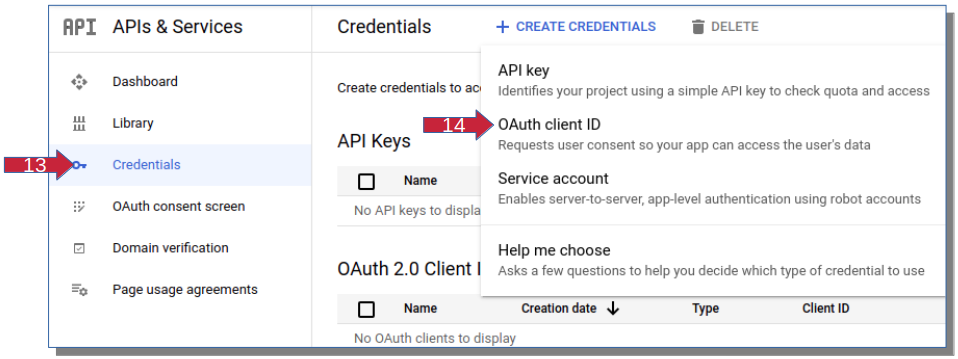 API APIs & Services
Dashboard
Library
13 Credentials
OAuth consent screen
Domain verification
Page usage agreements
Credentials + CREATE CREDENTIALS DELETE
Create credentials to
API Keys
Name
No API keys to
OAuth 2.0 Client
Name Creation date Type Client ID
No OAuth clients to display
API key
Identifies your project using a simple API key to check quota and access
14 OAuth client ID
Requests user consent so your app can access the user's data
Service account
Enables server-to-server, app-level authentication using robot accounts
Help me choose
Asks a few questions to help you decide which type of credential to use